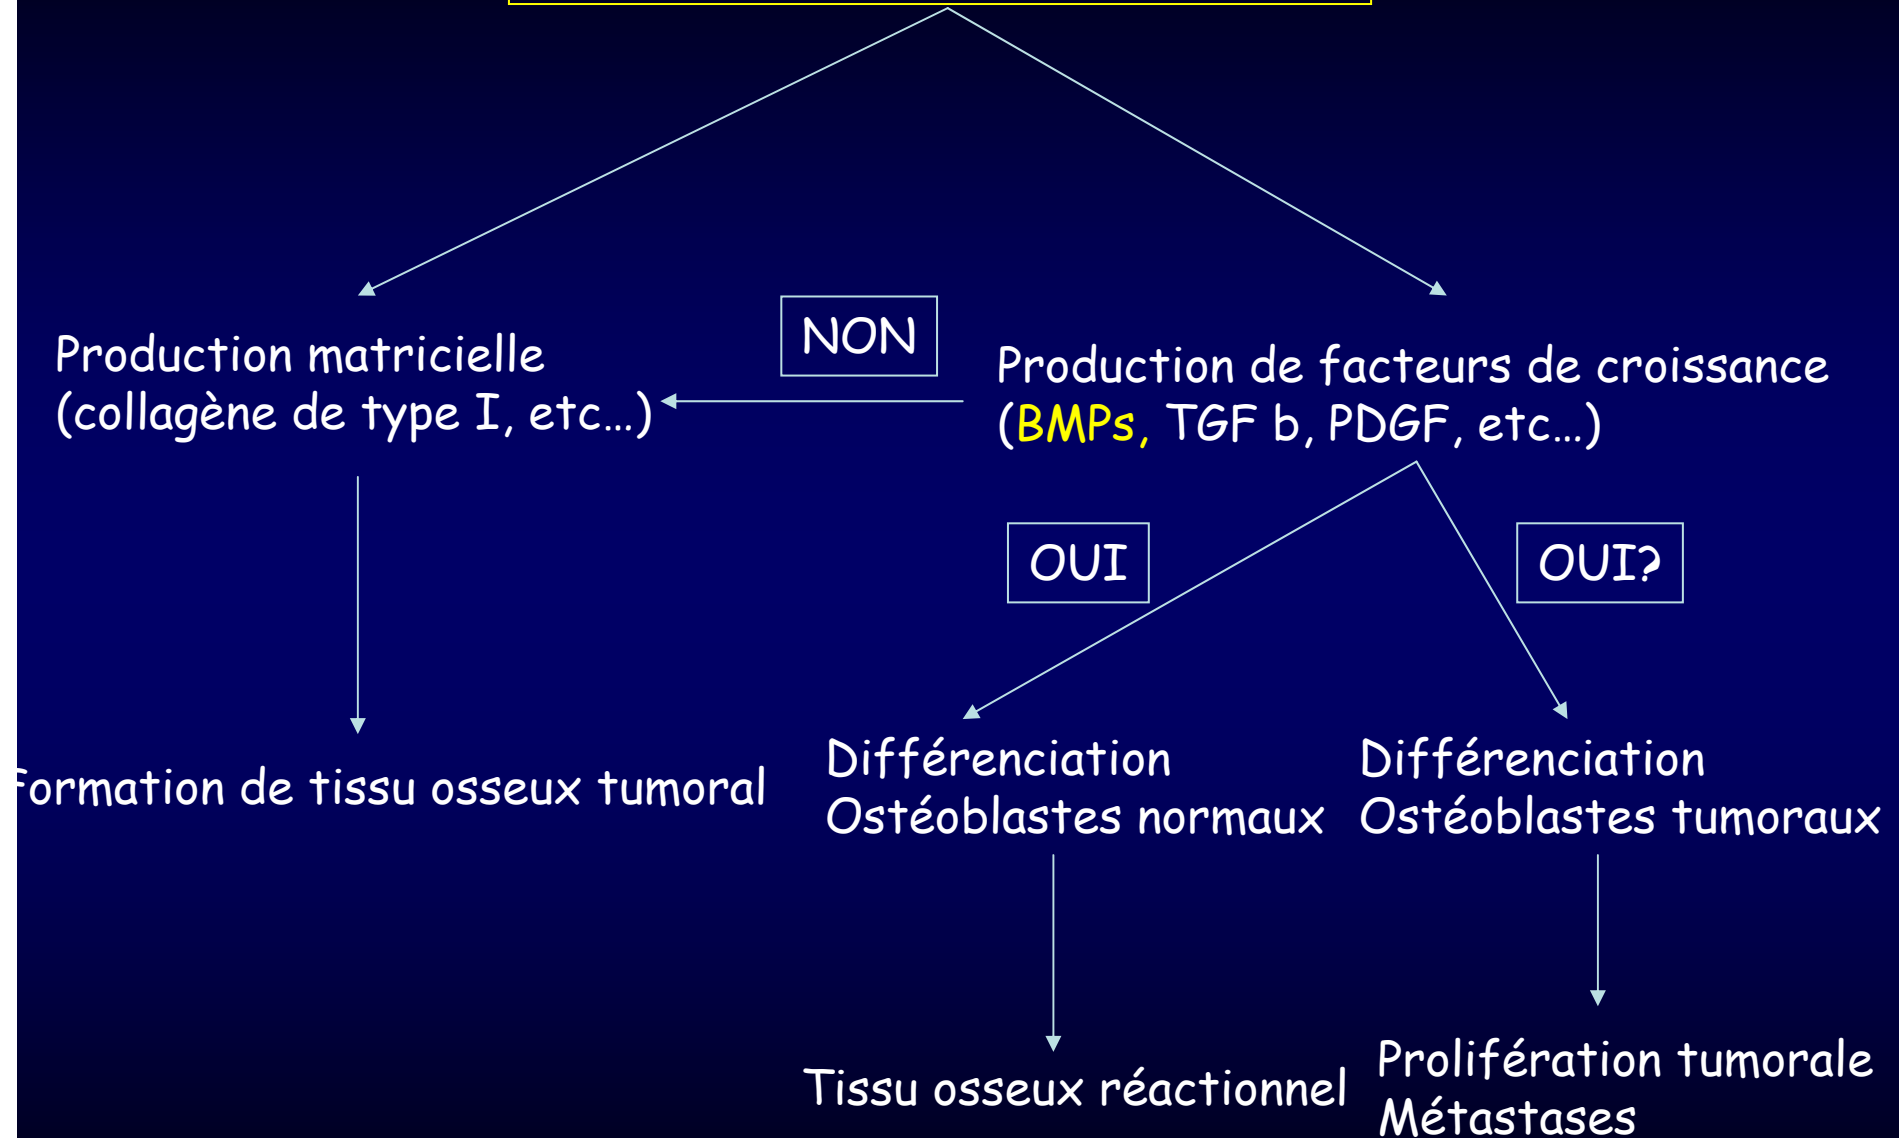 NON
Production matricielle
(collagène de type I, etc…)
Production de facteurs de croissance
(BMPs, TGF b, PDGF, etc…)
OUI
OUI?
Formation de tissu osseux tumoral
Différenciation
Ostéoblastes normaux
Différenciation
Ostéoblastes tumoraux
Tissu osseux réactionnel
Prolifération tumorale
Métastases